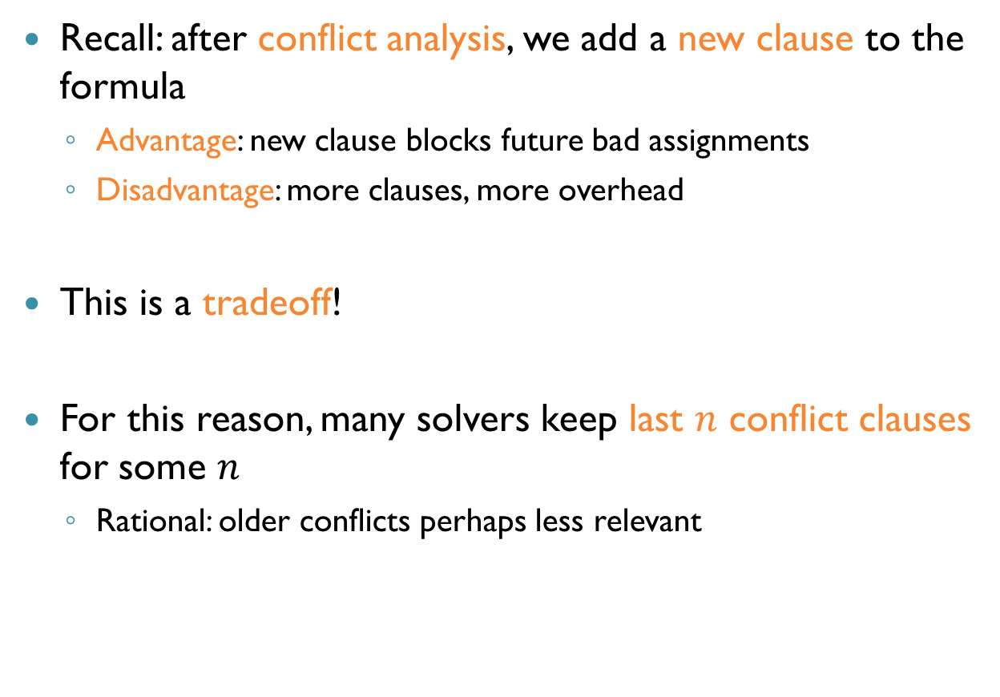 • Recall: after conflict analysis, we add a new clause to the
formula
◦ Advantage: new clause blocks future bad assignments
◦ Disadvantage: more clauses, more overhead
• This is a tradeoff!
• For this reason, many solvers keep last 𝑛 conflict clauses
for some 𝑛
◦ Rational: older conflicts perhaps less relevant